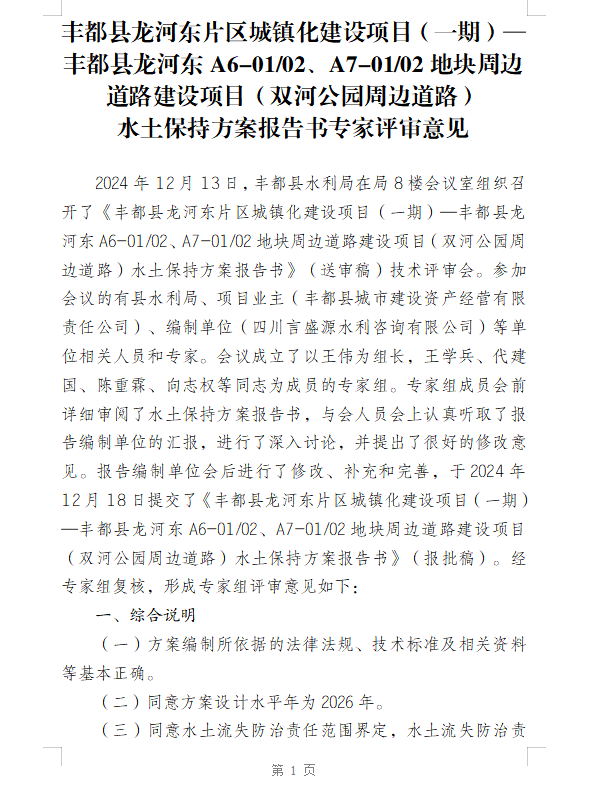 丰都县龙河东片区城镇化建设项目（一期）—
丰都县龙河东 A6-01/02、A7-01/02 地块周边
道路建设项目（双河公园周边道路）
水土保持方案报告书专家评审意见
2024 年 12 月 13 日，丰都县水利局在局 8 楼会议室组织召
开了《丰都县龙河东片区城镇化建设项目（一期）—丰都县龙
河东 A6-01/02、A7-01/02 地块周边道路建设项目（双河公园周
边道路）水土保持方案报告书》（送审稿）技术评审会。参加
会议的有县水利局、项目业主（丰都县城市建设资产经营有限
责任公司）、编制单位（四川言盛源水利咨询有限公司）等单
位相关人员和专家。会议成立了以王伟为组长，王学兵、代建
国、陈重霖、向志权等同志为成员的专家组。专家组成员会前
详细审阅了水土保持方案报告书，与会人员会上认真听取了报
告编制单位的汇报，进行了深入讨论，并提出了很好的修改意
见。报告编制单位会后进行了修改、补充和完善，于 2024 年
12 月 18 日提交了《丰都县龙河东片区城镇化建设项目（一期）
—丰都县龙河东 A6-01/02、A7-01/02 地块周边道路建设项目
（双河公园周边道路）水土保持方案报告书》（报批稿）。经
专家组复核，形成专家组评审意见如下：
一、综合说明
（一）方案编制所依据的法律法规、技术标准及相关资料
等基本正确。
（二）同意方案设计水平年为 2026 年。
（三）同意水土流失防治责任范围界定，水土流失防治责
第 1 页